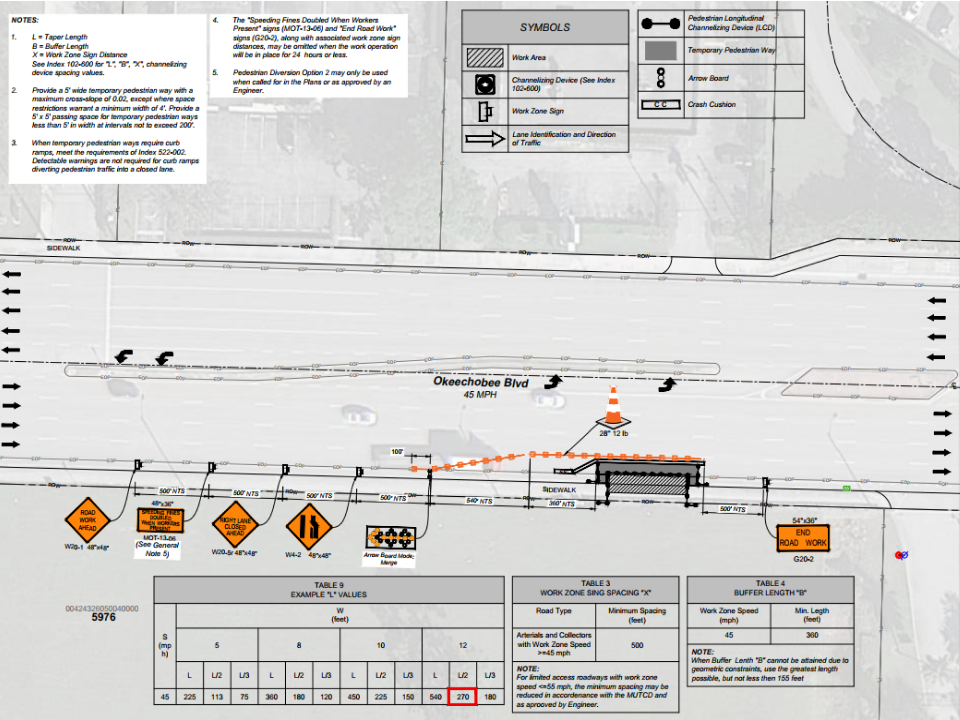 NOTES:
1. L = Taper Length
B = Buffer Length
X = Work Zone Sign Distance
See Index 102-600 for "L", "B", "X", channelizing
device spacing values.
2. Provide a 5' wide temporary pedestrian way with a
maximum cross-slope of 0.02, except where space
restrictions warrant a minimum width of 4'. Provide a
5' x 5' passing space for temporary pedestrian ways
less than 5' in width at intervals not to exceed 200'.
3. When temporary pedestrian ways require curb
ramps, meet the requirements of Index 522-002.
Detectable warnings are not required for curb ramps
diverting pedestrian traffic into a closed lane.
4. The "Speeding Fines Doubled When Workers
Present" signs (MOT-13-06) and "End Road Work"
signs (G20-2), along with associated work zone sign
distances, may be omitted when the work operation
will be in place for 24 hours or less.
5. Pedestrian Diversion Option 2 may only be used
when called for in the Plans or as approved by an
Engineer.
SYMBOLS
Work Area
Channelizing Device (See Index
102-600)
Work Zone Sign
Lane Identification and Direction
of Traffic
Pedestrian Longitudinal
Channelizing Device (LCD)
Temporary Pedestrian Way
Arrow Board
C C Crash Cushion
ROW ROW ROW ROW ROW
SIDEWALK
Okeechobee Blvd
45 MPH
28" 12 lb
100'
500' NTS 500' NTS 500' NTS 500' NTS 540' NTS 360' NTS 500' NTS
SIDEWALK
ROW ROW ROW
ROAD
WORK
AHEAD
W20-1 48"x48"
48"x36"
SPEEDING FINES
DOUBLED
WHEN WORKERS
PRESENT
MOT-13-06
(See General
Note 5)
RIGHT LANE
CLOSED
AHEAD
W20-5r 48"x48"
W4-2 48"x48"
Arrow Board Mode:
Merge
54"x36"
END
ROAD WORK
G20-2
00424326050040000
5976
TABLE 9
EXAMPLE "L" VALUES
S
(mp
h)
W
(feet)
5 8 10 12
L L/2 L/3 L L/2 L/3 L L/2 L/3 L L/2 L/3
45 225 113 75 360 180 120 450 225 150 540 270 180
TABLE 3
WORK ZONE SING SPACING "X"
Road Type Minimum Spacing
(feet)
Arterials and Collectors
with Work Zone Speed
>=45 mph
500
NOTE:
For limited access roadways with work zone
speed <=55 mph, the minimum spacing may be
reduced in accordenance with the MUTCD and
as aproved by Engineer.
TABLE 4
BUFFER LENGTH "B"
Work Zone Speed
(mph)
Min. Legth
(feet)
45 360
NOTE:
When Buffer Lenth "B" cannot be attained due to
geometric constraints, use the greatest length
possible, but not less then 155 feet